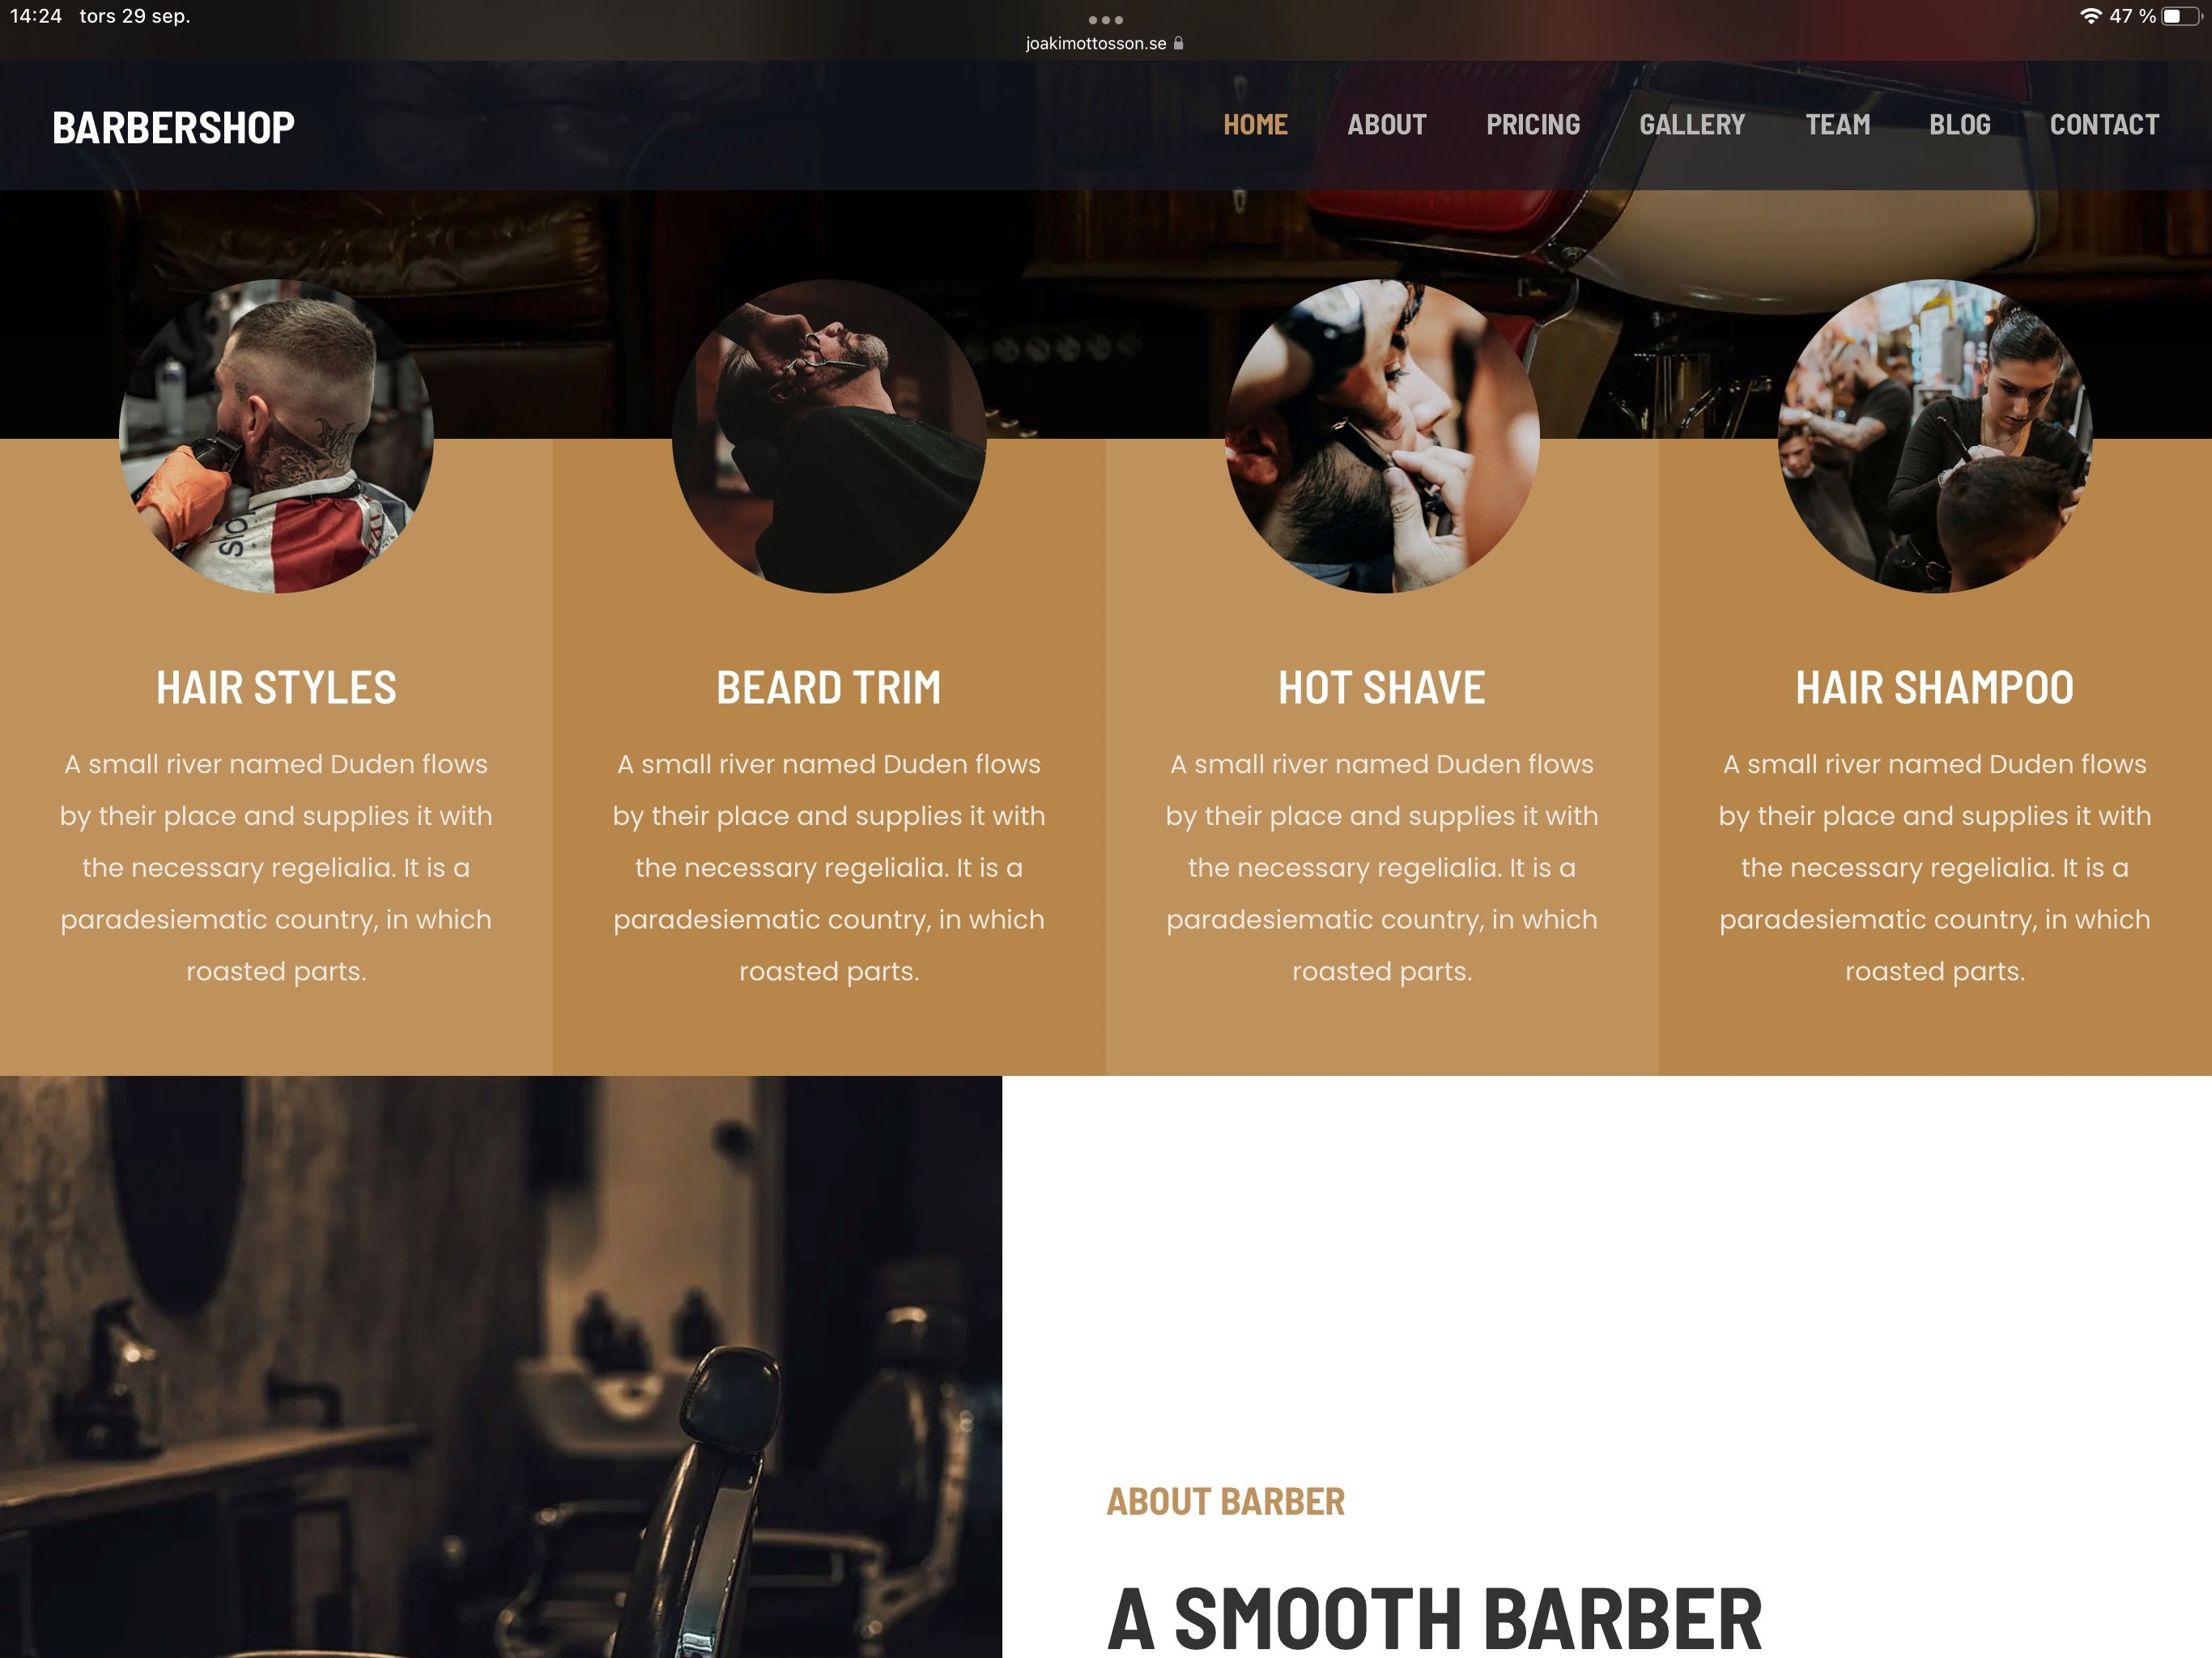 14:24 tors 29 sep.
47 %
joakimottosson.se
BARBERSHOP
HOME ABOUT PRICING GALLERY TEAM BLOG CONTACT
HAIR STYLES
A small river named Duden flows
by their place and supplies it with
the necessary regelialia. It is a
paradesiematic country, in which
roasted parts.
BEARD TRIM
A small river named Duden flows
by their place and supplies it with
the necessary regelialia. It is a
paradesiematic country, in which
roasted parts.
HOT SHAVE
A small river named Duden flows
by their place and supplies it with
the necessary regelialia. It is a
paradesiematic country, in which
roasted parts.
HAIR SHAMPOO
A small river named Duden flows
by their place and supplies it with
the necessary regelialia. It is a
paradesiematic country, in which
roasted parts.
ABOUT BARBER
A SMOOTH BARBER